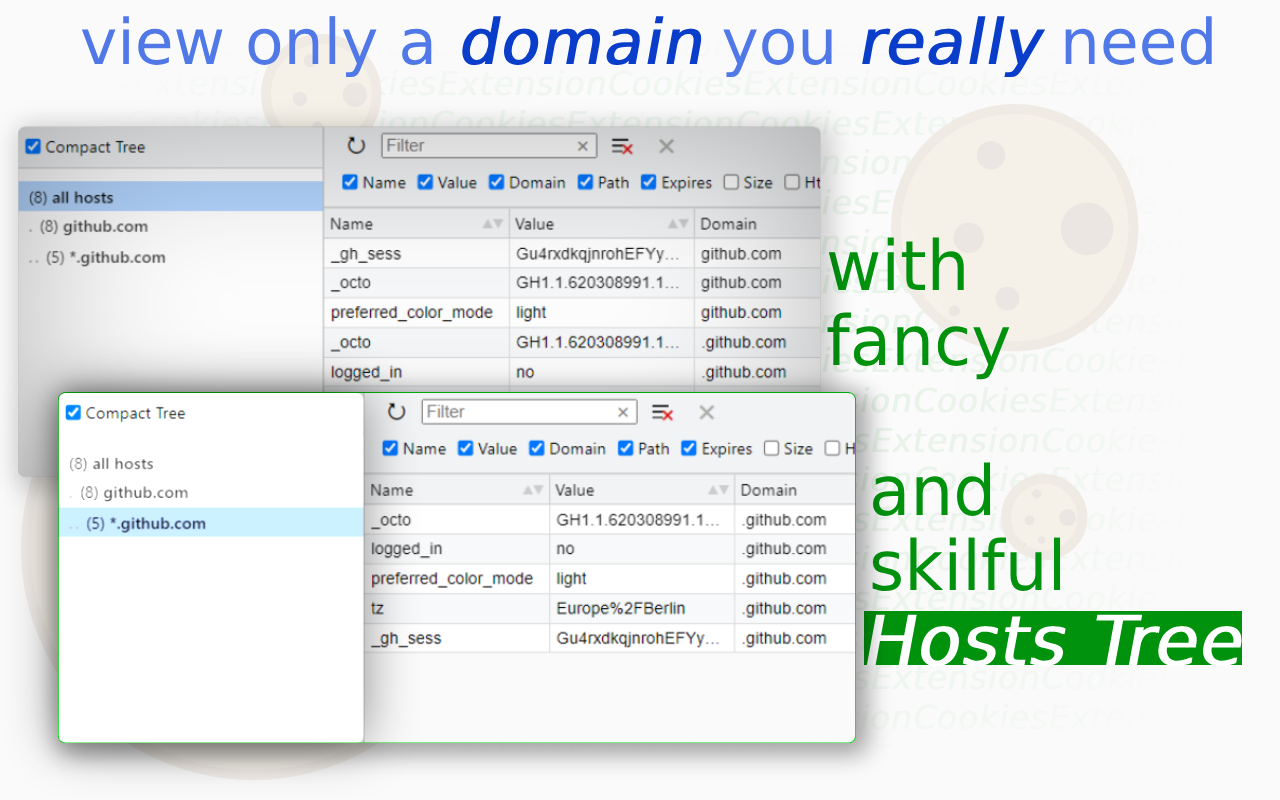 view only a domain you really need
Compact Tree
(8) all hosts
. (8) github.com
. . (5) *.github.com
Filter
Name Value Domain Path Expires Size Ht
Name Value Domain
_gh_sess Gu4rxdkqjnrohEFYy... github.com
_octo GH1.1.620308991.1... github.com
preferred_color_mode light github.com
_octo GH1.1.620308991.1... .github.com
logged_in no .github.com
with
fancy
Compact Tree
(8) all hosts
. (8) github.com
. . (5) *.github.com
Filter
Name Value Domain Path Expires Size H
Name Value Domain
_octo GH1.1.620308991.1... .github.com
logged_in no .github.com
preferred_color_mode light .github.com
tz Europe%2FBerlin .github.com
_gh_sess Gu4rxdkqjnrohEFYy... .github.com
and
skilful
Hosts Tree